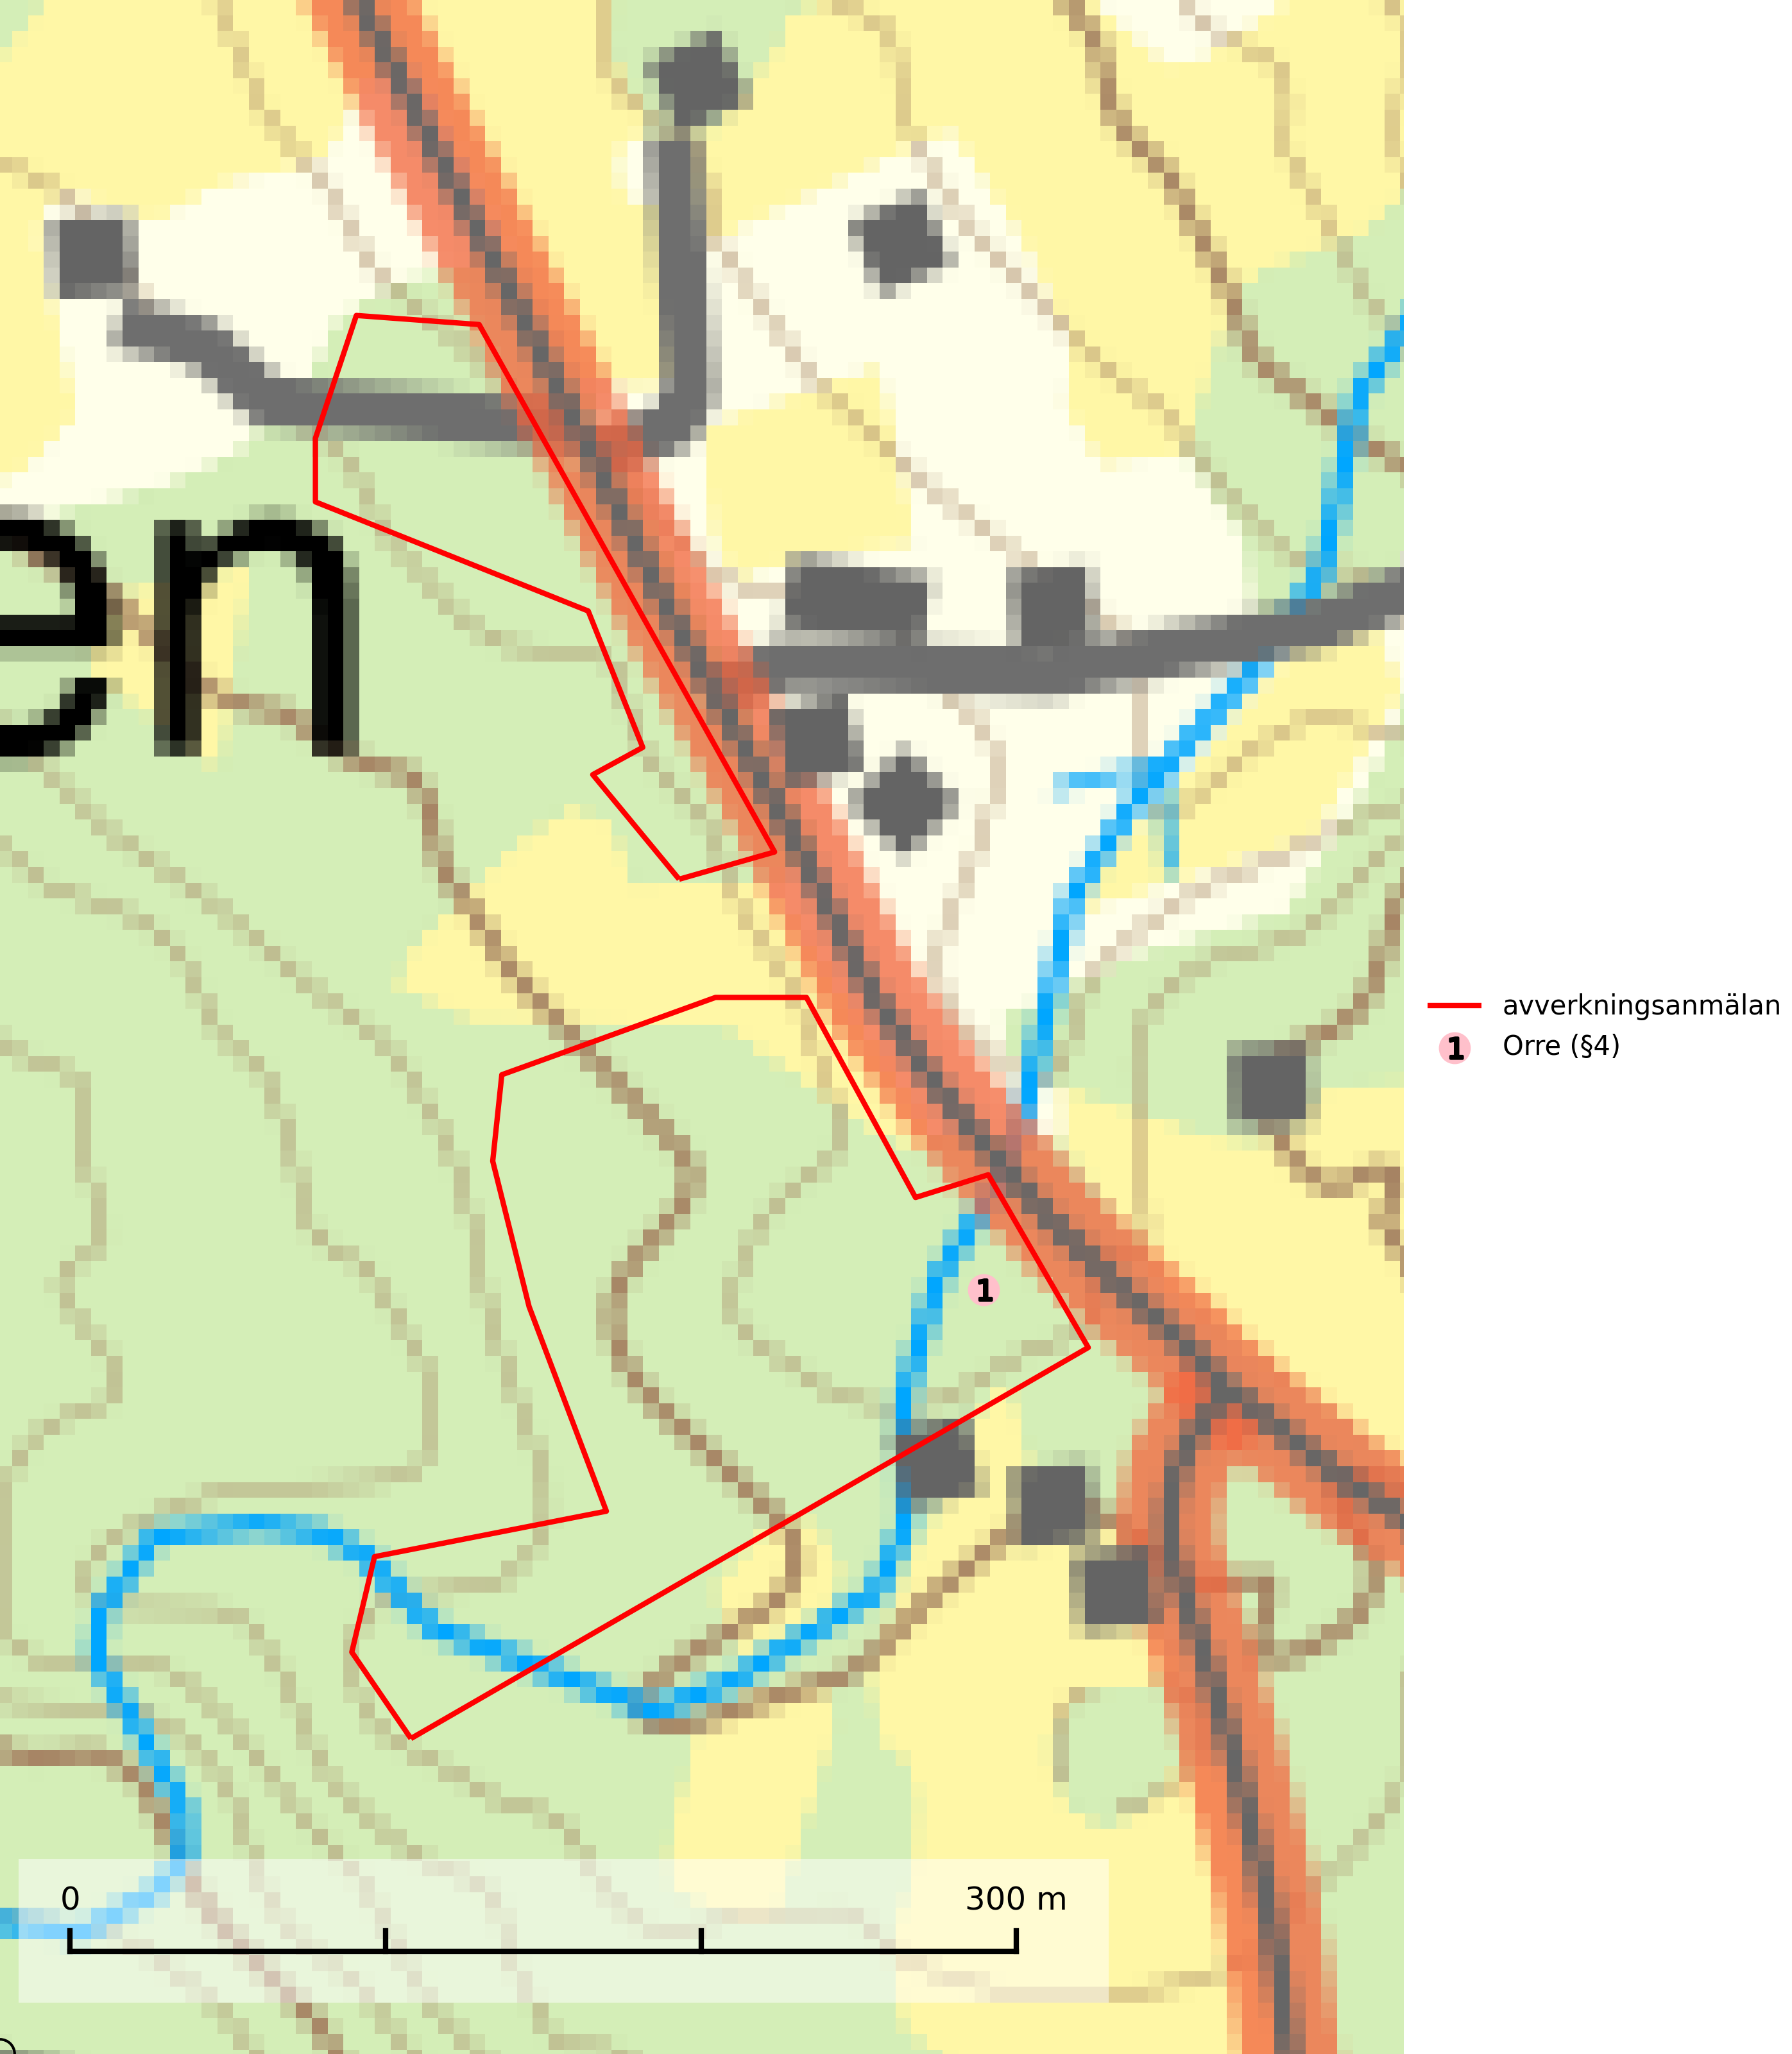 en
1
avverkningsanmälan
1 Orre (§4)
0 300 m